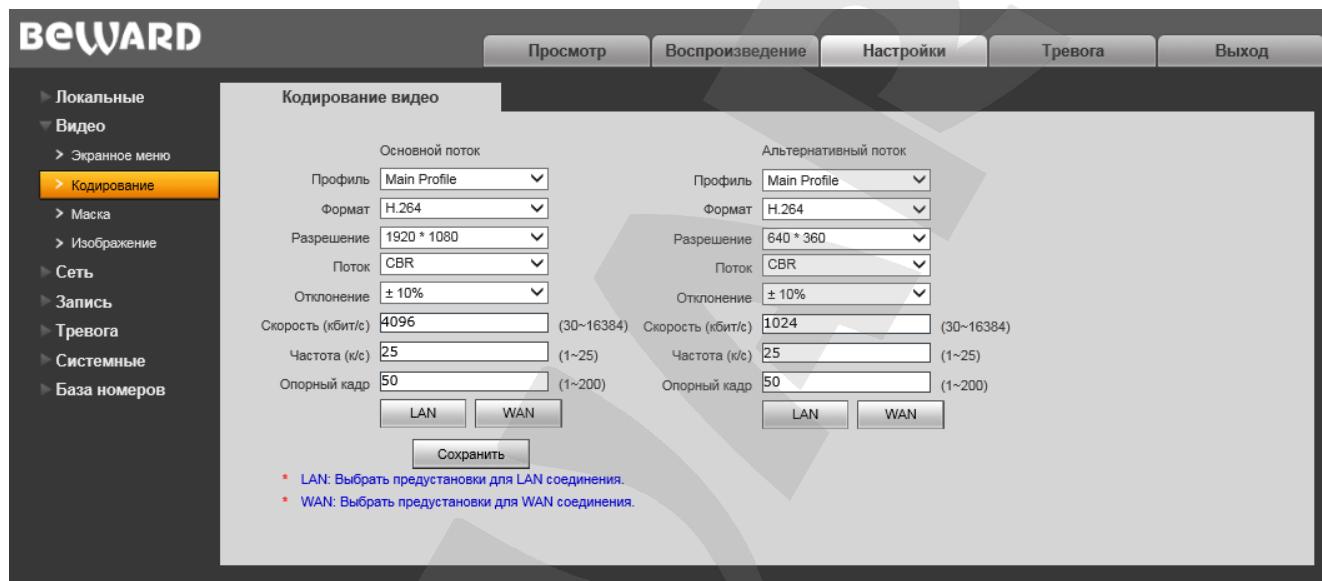 BEWARD
Просмотр Воспроизведение Настройки Тревога Выход
Локальные
Видео
Экранное меню
Кодирование
Маска
Изображение
Сеть
Запись
Тревога
Системные
База номеров
Кодирование видео
Основной поток Альтернативный поток
Профиль Main Profile Профиль Main Profile
Формат H.264 Формат H.264
Разрешение 1920 * 1080 Разрешение 640 * 360
Поток CBR Поток CBR
Отклонение ± 10% Отклонение ± 10%
Скорость (кбит/с) 4096 (30~16384) Скорость (кбит/с) 1024 (30~16384)
Частота (к/с) 25 (1~25) Частота (к/с) 25 (1~25)
Опорный кадр 50 (1~200) Опорный кадр 50 (1~200)
LAN WAN LAN WAN
Сохранить
* LAN: Выбрать предустановки для LAN соединения.
* WAN: Выбрать предустановки для WAN соединения.